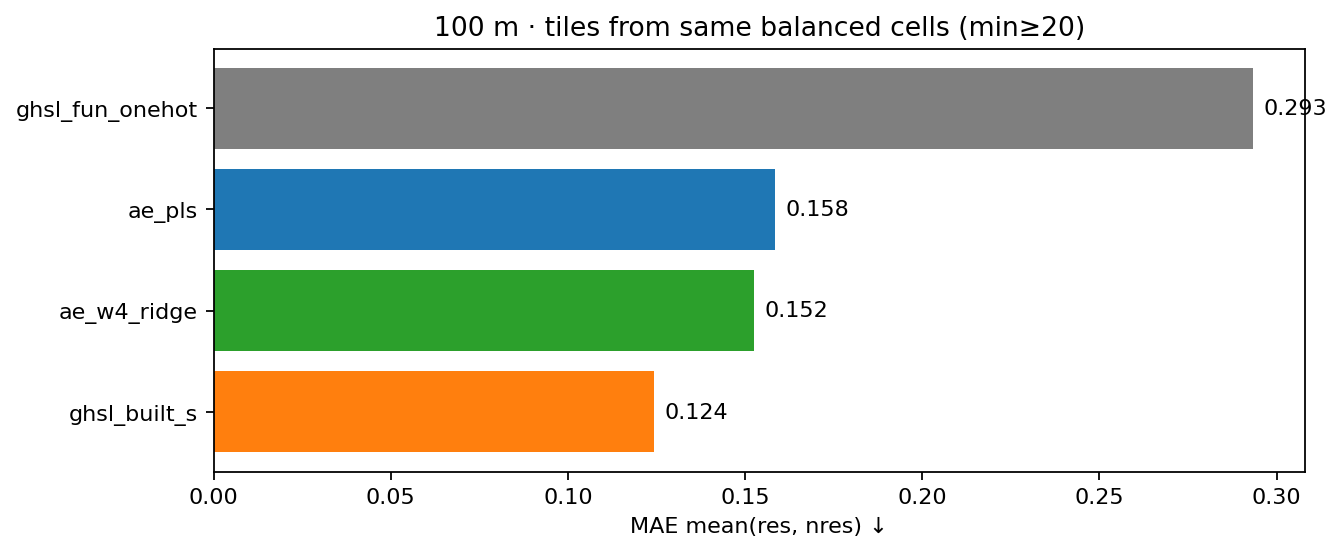 100 m · tiles from same balanced cells (min≥20)
ghsl_fun_onehot
0.293
ae_pls
0.158
ae_w4_ridge
0.152
ghsl_built_s
0.124
0.00 0.05 0.10 0.15 0.20 0.25 0.30
MAE mean(res, nres) ↓